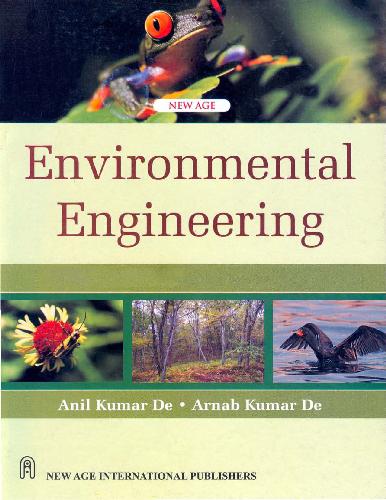 NEW AGE
Environmental
Engineering
Anil Kumar De • Arnab Kumar De
NEW AGE INTERNATIONAL PUBLISHERS